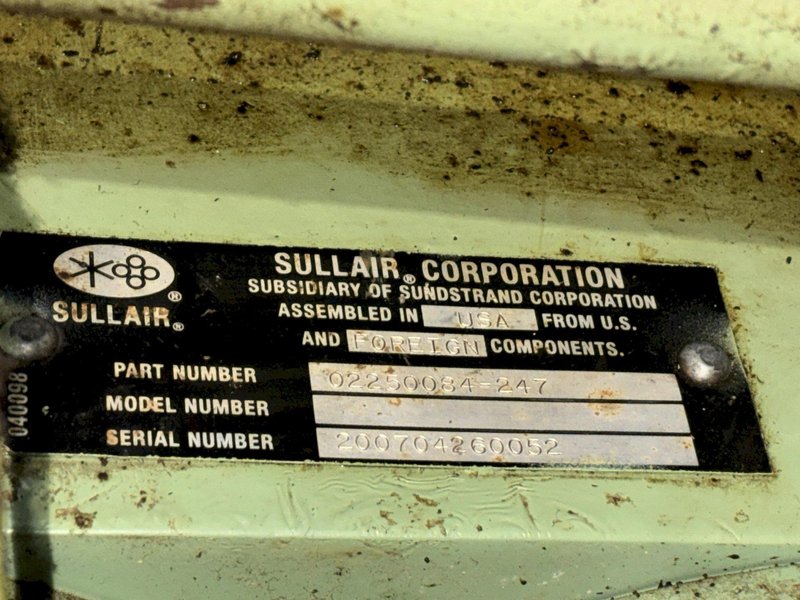 SULLAIR® CORPORATION
SUBSIDIARY OF SUNDSTRAND CORPORATION
SULLAIR®
ASSEMBLED IN USA FROM U.S.
AND FOREIGN COMPONENTS.
PART NUMBER 02250084-247
MODEL NUMBER
SERIAL NUMBER 200704260052
040098